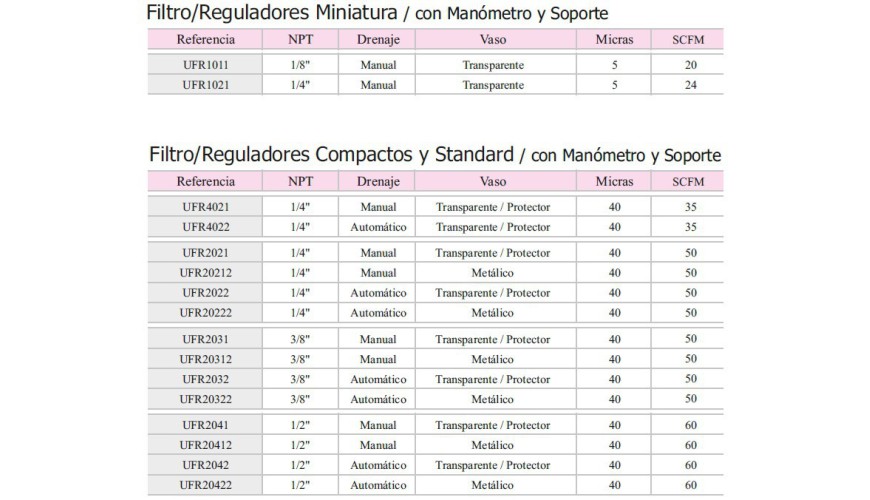 Filtro/Reguladores Miniatura / con Manómetro y Soporte
Referencia NPT Drenaje Vaso Micras SCFM
UFR1011 1/8" Manual Transparente 5 20
UFR1021 1/4" Manual Transparente 5 24
Filtro/Reguladores Compactos y Standard / con Manómetro y Soporte
Referencia NPT Drenaje Vaso Micras SCFM
UFR4021 1/4" Manual Transparente / Protector 40 35
UFR4022 1/4" Automático Transparente / Protector 40 35
UFR2021 1/4" Manual Transparente / Protector 40 50
UFR20212 1/4" Manual Metálico 40 50
UFR2022 1/4" Automático Transparente / Protector 40 50
UFR20222 1/4" Automático Metálico 40 50
UFR2031 3/8" Manual Transparente / Protector 40 50
UFR20312 3/8" Manual Metálico 40 50
UFR2032 3/8" Automático Transparente / Protector 40 50
UFR20322 3/8" Automático Metálico 40 50
UFR2041 1/2" Manual Transparente / Protector 40 60
UFR20412 1/2" Manual Metálico 40 60
UFR2042 1/2" Automático Transparente / Protector 40 60
UFR20422 1/2" Automático Metálico 40 60